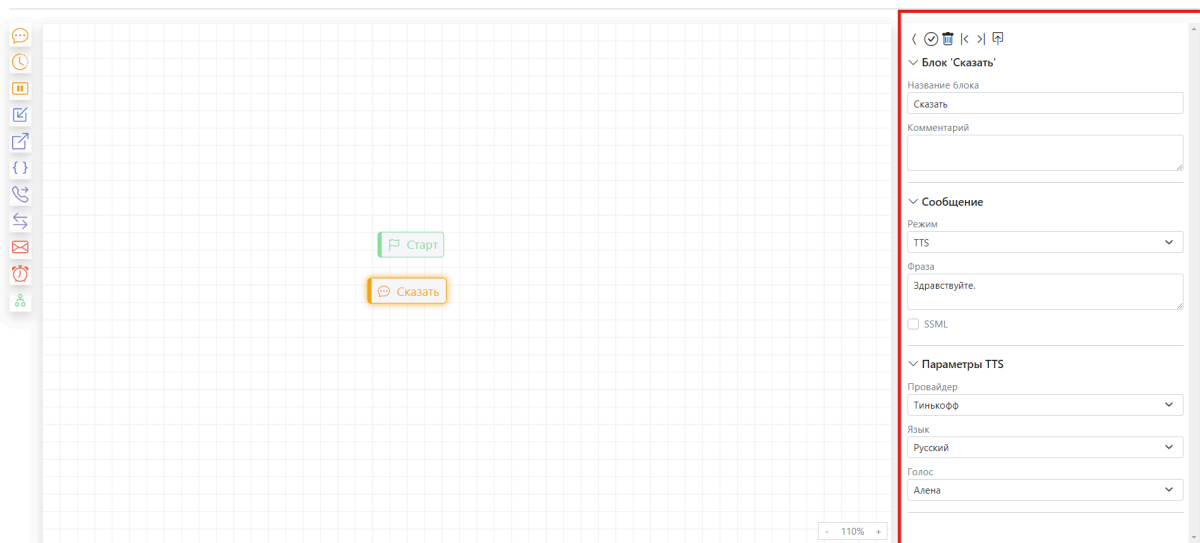 Старт
Сказать
- 110% +
Блок 'Сказать'
Название блока
Сказать
Комментарий
Сообщение
Режим
TTS
Фраза
Здравствуйте.
SSML
Параметры TTS
Провайдер
Тинькофф
Язык
Русский
Голос
Алена